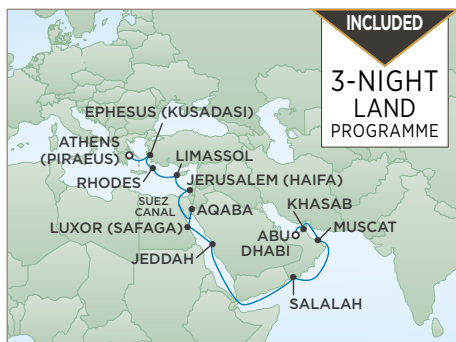 INCLUDED
3-NIGHT
LAND
PROGRAMME
EPHESUS (KUSADASI)
ATHENS
(PIRAEUS)
LIMASSOL
RHODES
JERUSALEM (HAIFA)
SUEZ
CANAL
AQABA
KHASAB
LUXOR (SAFAGA)
ABU
DHABI
MUSCAT
JEDDAH
SALALAH